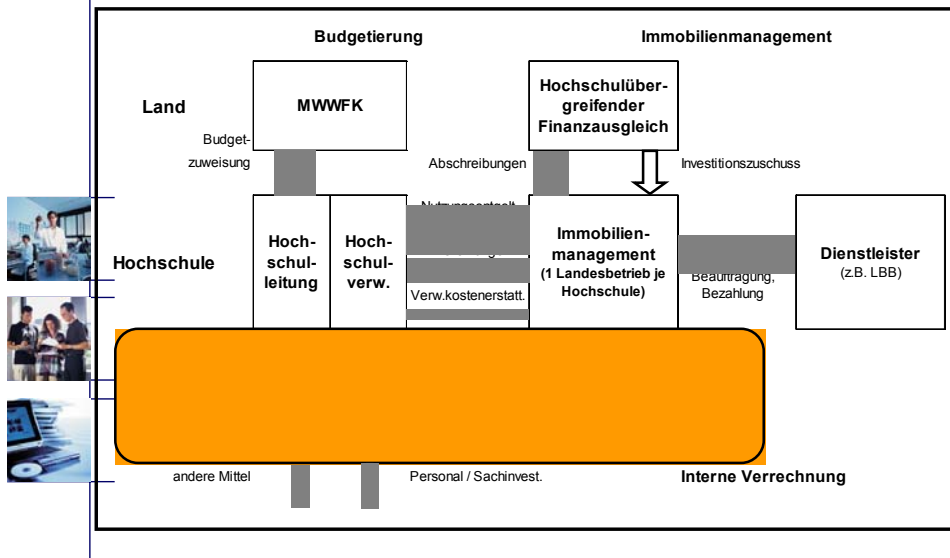 Budgetierung
Immobilienmanagement
Land
MWWFK
Hochschulüber-
greifender
Finanzausgleich
Budget-
zuweisung
Abschreibungen
Investitionszuschuss
Hochschule
Hoch-
schul-
leitung
Hoch-
schul-
verw.
Nutzungsentgelt
Verw.kostenerstatt.
Immobilien-
management
(1 Landesbetrieb je
Hochschule)
Beauftragung,
Bezahlung
Dienstleister
(z.B. LBB)
andere Mittel
Personal / Sachinvest.
Interne Verrechnung